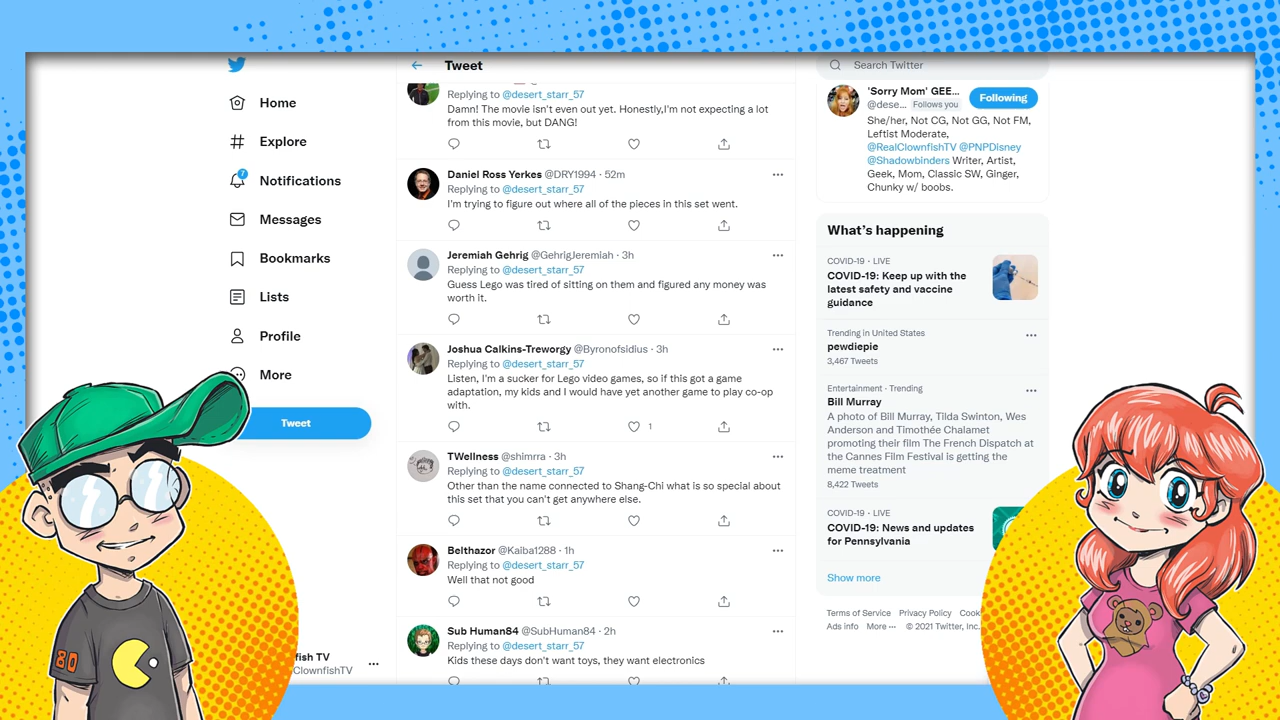 Home
Explore
7
Notifications
Messages
Bookmarks
Lists
Profile
More
Tweet
fish TV
ClownfishTV
80
Tweet
Replying to @desert_starr_57
Damn! The movie isn't even out yet. Honestly,I'm not expecting a lot
from this movie, but DANG!
Daniel Ross Yerkes @DRY1994 · 52m
Replying to @desert_starr_57
I'm trying to figure out where all of the pieces in this set went.
Jeremiah Gehrig @GehrigJeremiah · 3h
Replying to @desert_starr_57
Guess Lego was tired of sitting on them and figured any money was
worth it.
Joshua Calkins-Treworgy @Byronofsidius · 3h
Replying to @desert_starr_57
Listen, I'm a sucker for Lego video games, so if this got a game
adaptation, my kids and I would have yet another game to play co-op
with.
1
TWellness @shimrra · 3h
Replying to @desert_starr_57
Other than the name connected to Shang-Chi what is so special about
this set that you can't get anywhere else.
Belthazor @Kaiba1288 · 1h
Replying to @desert_starr_57
Well that not good
Sub Human84 @SubHuman84 · 2h
Replying to @desert_starr_57
Kids these days don't want toys, they want electronics
Search Twitter
'Sorry Mom' GEE...
@dese... Follows you
Following
She/her, Not CG, Not GG, Not FM,
Leftist Moderate,
@RealClownfishTV @PNPDisney
@Shadowbinders Writer, Artist,
Geek, Mom, Classic SW, Ginger,
Chunky w/ boobs.
What's happening
COVID-19 · LIVE
COVID-19: Keep up with the
latest safety and vaccine
guidance
Trending in United States
pewdiepie
3,467 Tweets
Entertainment · Trending
Bill Murray
A photo of Bill Murray, Tilda Swinton, Wes
Anderson and Timothée Chalamet
promoting their film The French Dispatch at
the Cannes Film Festival is getting the
meme treatment
8,422 Tweets
COVID-19 · LIVE
COVID-19: News and updates
for Pennsylvania
Show more
Terms of Service Privacy Policy Cook
Ads info More ··· © 2021 Twitter, Inc.